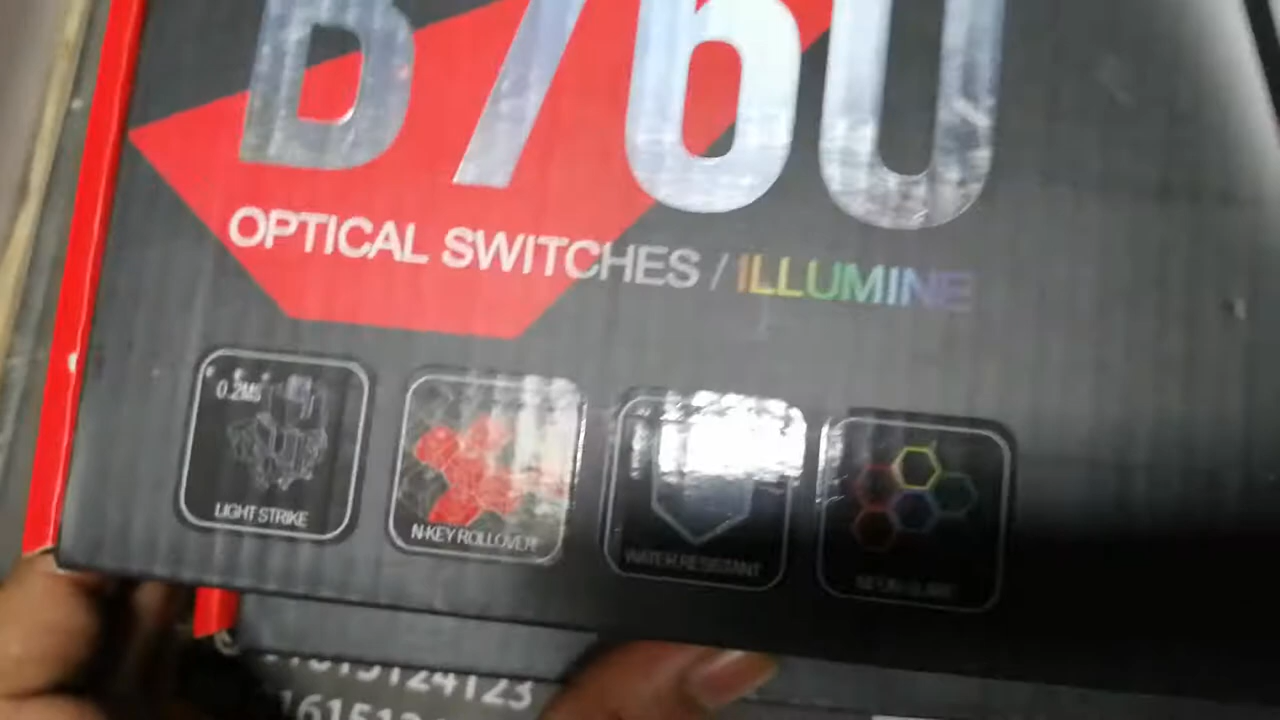 B760
OPTICAL SWITCHES / ILLUMINE
0.2MS
LIGHT STRIKE
N-KEY ROLLOVER
WATER RESISTANT